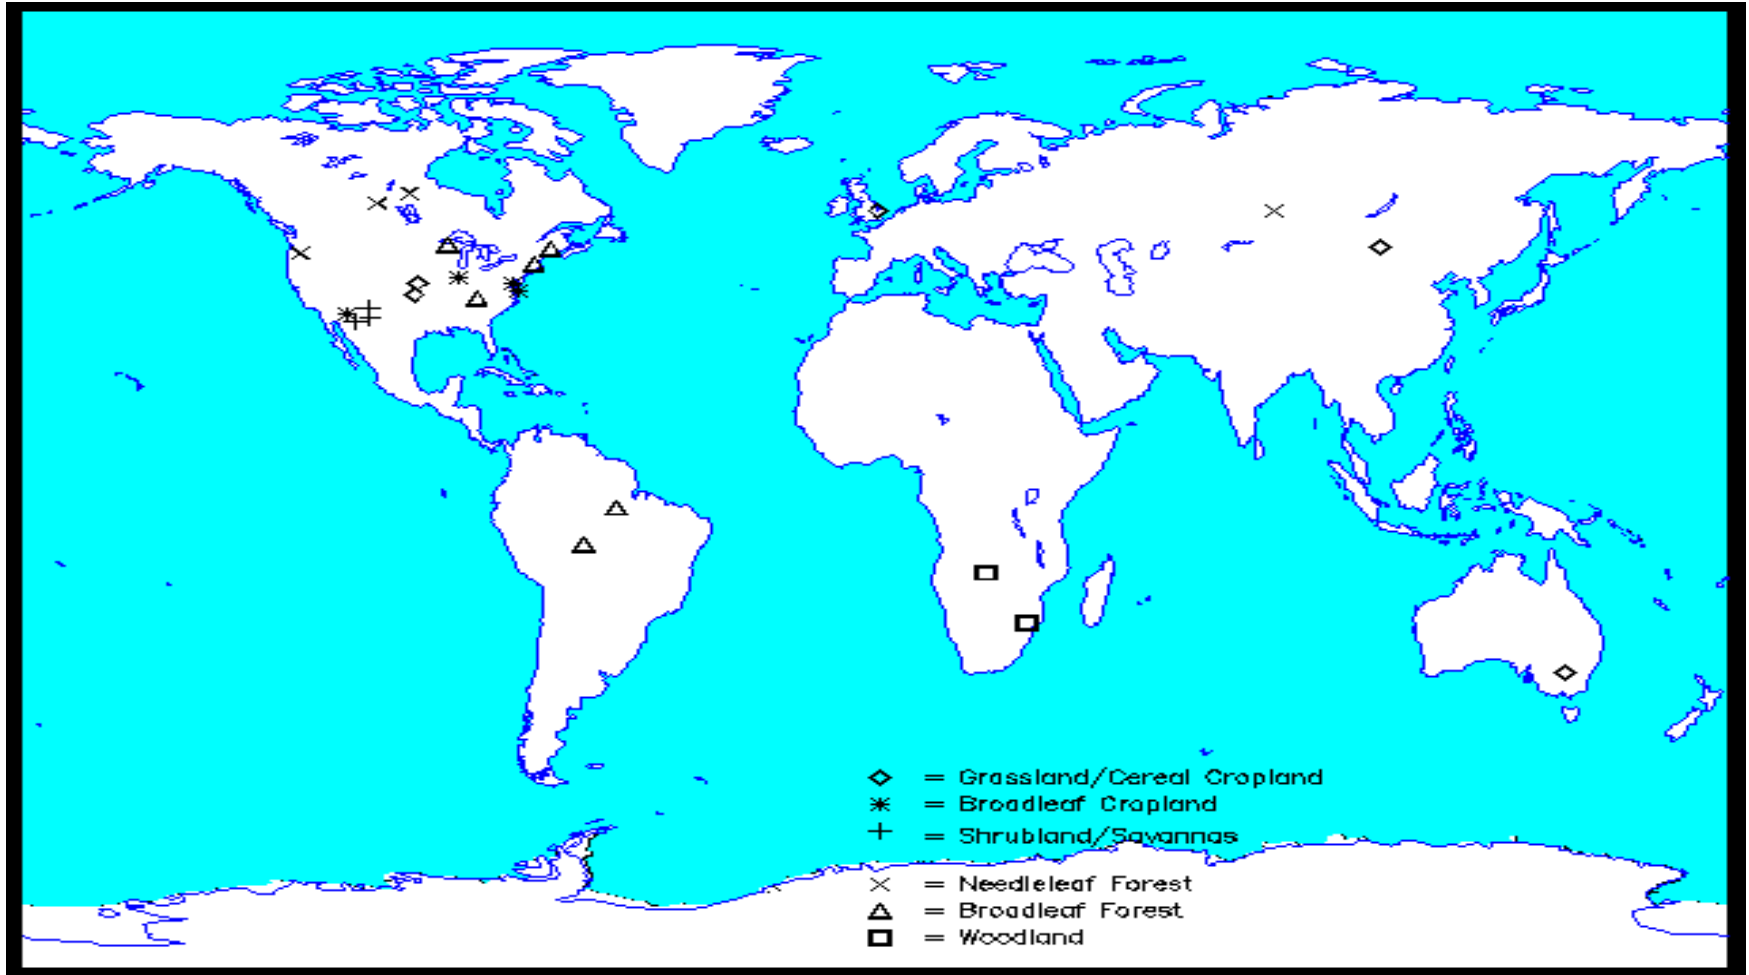 = Grassland/Cereal Cropland
= Broadleaf Cropland
= Shrubland/Savannas
= Needleleaf Forest
= Broadleaf Forest
= Woodland